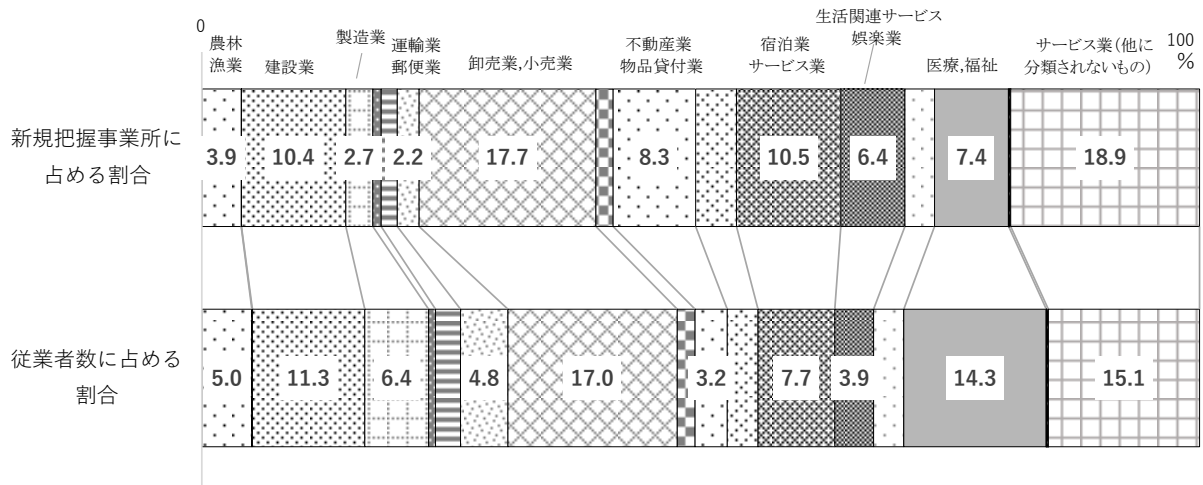 0
農林
漁業
建設業
製造業
運輸業
郵便業
卸売業,小売業
不動産業
物品貸付業
宿泊業
サービス業
生活関連サービス
娯楽業
医療,福祉
サービス業(他に
分類されないもの)
100
%
新規把握事業所に
占める割合
3.9
10.4
2.7
2.2
17.7
8.3
10.5
6.4
7.4
18.9
従業者数に占める
割合
5.0
11.3
6.4
4.8
17.0
3.2
7.7
3.9
14.3
15.1